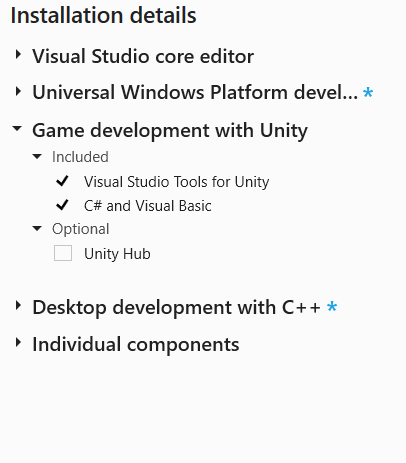 Installation details
Visual Studio core editor
Universal Windows Platform devel... *
Game development with Unity
Included
Visual Studio Tools for Unity
C# and Visual Basic
Optional
Unity Hub
Desktop development with C++ *
Individual components